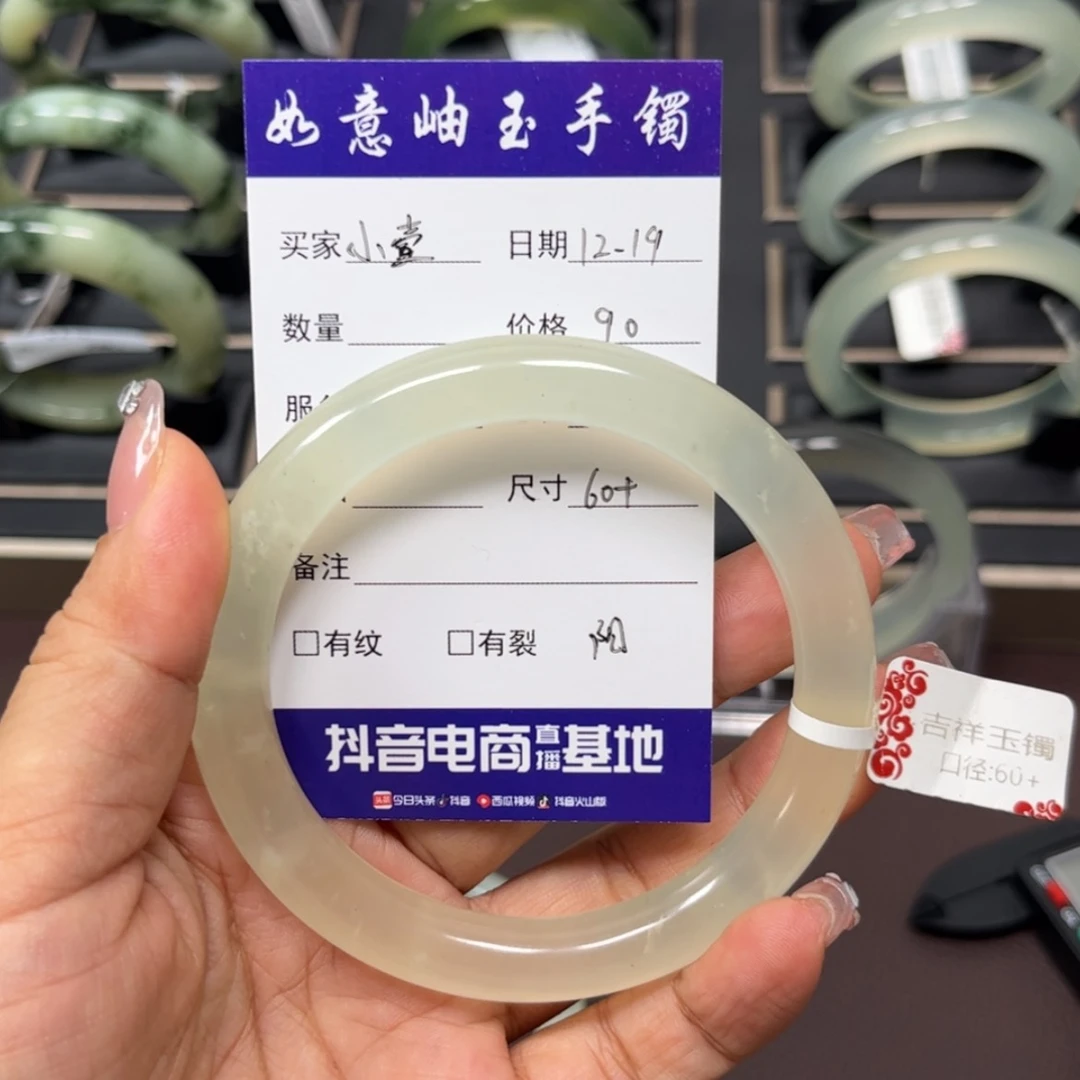 如意岫玉手镯
买家 小壹 日期 12-19
数量 价格 90
服
尺寸 60+
备注
□有纹 □有裂
抖音电商直播基地
今日头条 抖音 西瓜视频 抖音火山版
吉祥玉镯
口径:60+